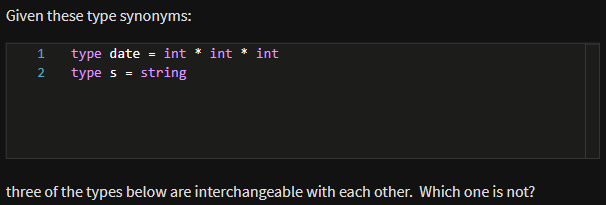 Given these type synonyms:
1 type date = int * int * int
2 type s = string
three of the types below are interchangeable with each other. Which one is not?